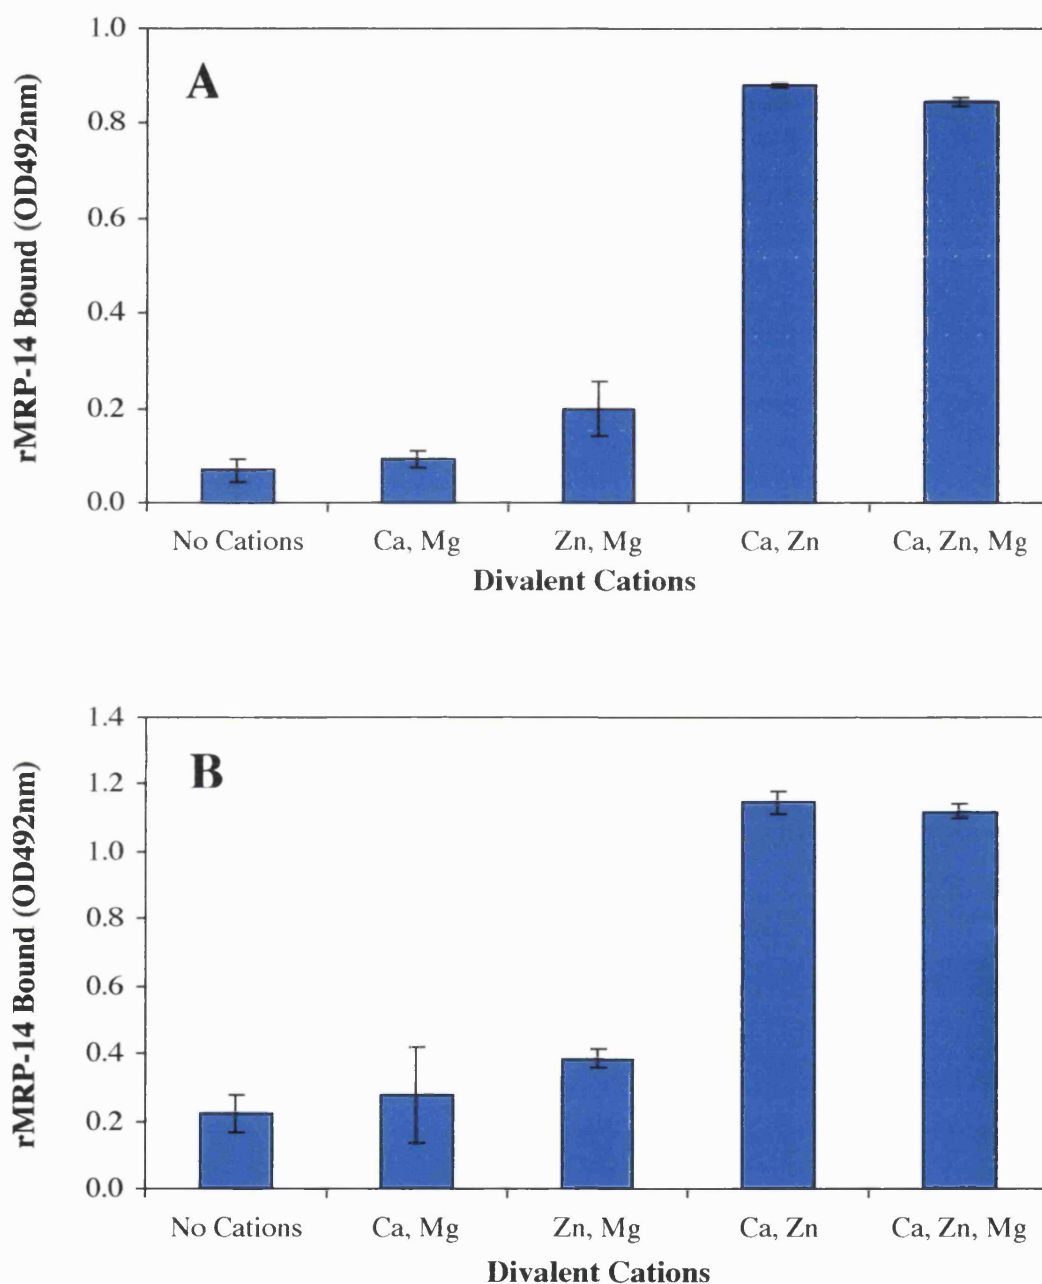 A
rMRP-14 Bound (OD492nm)
1.0
0.8
0.6
0.4
0.2
0.0
No Cations Ca, Mg Zn, Mg Ca, Zn Ca, Zn, Mg
Divalent Cations
B
rMRP-14 Bound (OD492nm)
1.4
1.2
1.0
0.8
0.6
0.4
0.2
0.0
No Cations Ca, Mg Zn, Mg Ca, Zn Ca, Zn, Mg
Divalent Cations